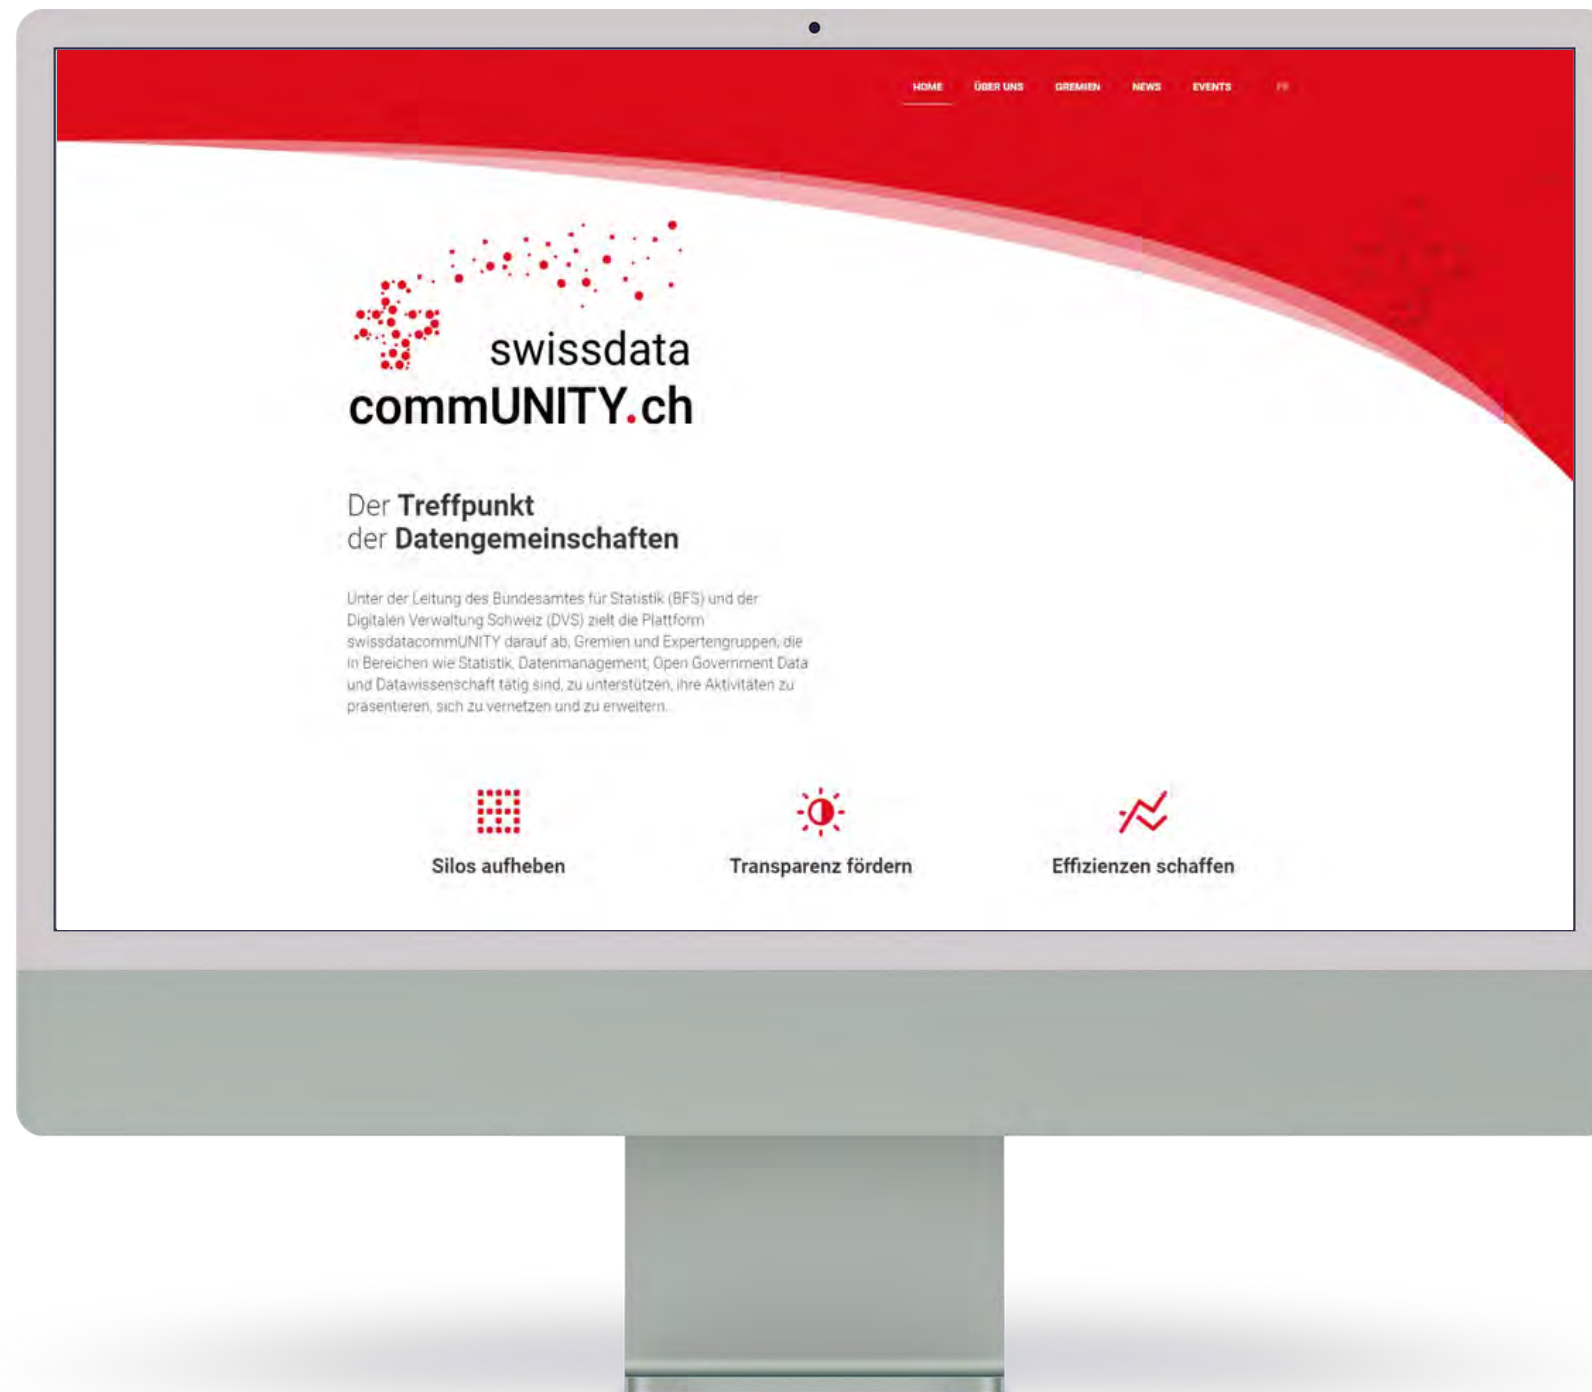 HOME ÜBER UNS GREMIEN NEWS EVENTS FR
swissdata
commUNITY.ch
Der Treffpunkt
der Datengemeinschaften
Unter der Leitung des Bundesamtes für Statistik (BFS) und der
Digitalen Verwaltung Schweiz (DVS) zielt die Plattform
swissdatacommUNITY darauf ab, Gremien und Expertengruppen, die
in Bereichen wie Statistik, Datenmanagement, Open Government Data
und Datawissenschaft tätig sind, zu unterstützen, ihre Aktivitäten zu
präsentieren, sich zu vernetzen und zu erweitern.
Silos aufheben
Transparenz fördern
Effizienzen schaffen